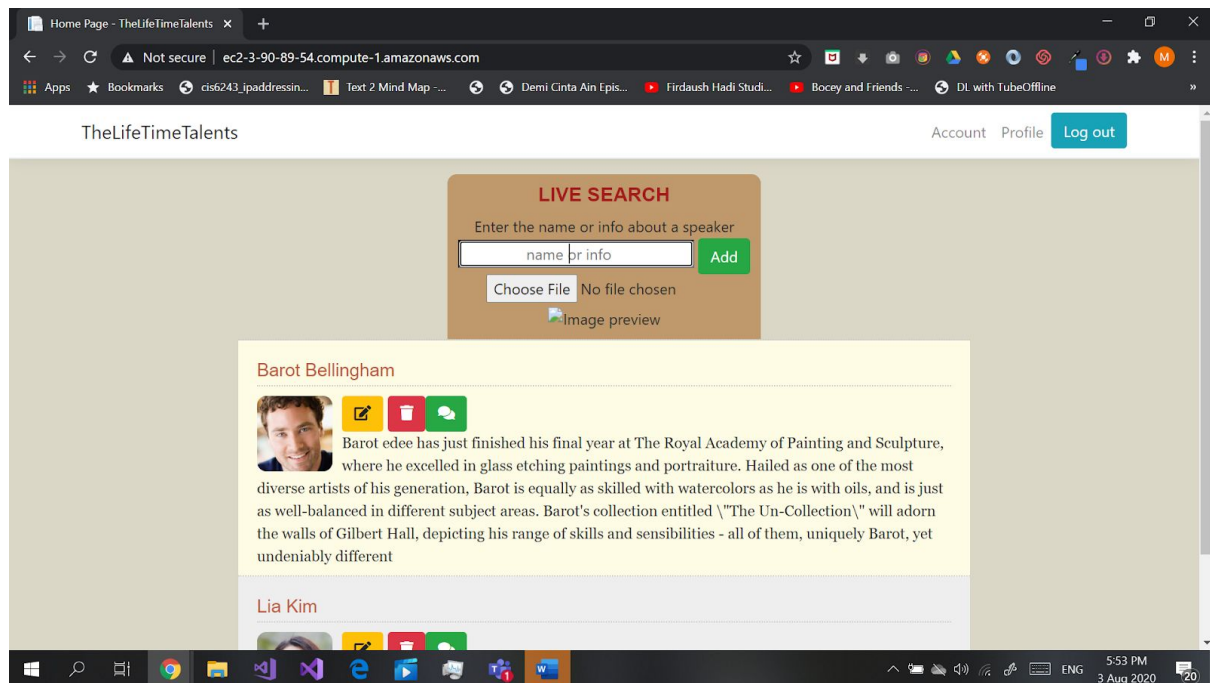 Home Page - TheLifeTimeTalents
Not secure | ec2-3-90-89-54.compute-1.amazonaws.com
M
Apps Bookmarks cis6243_ipaddressin... Text 2 Mind Map -... Demi Cinta Ain Epis... Firdaush Hadi Studi... Bocey and Friends -... DL with TubeOffline »
TheLifeTimeTalents Account Profile Log out
LIVE SEARCH
Enter the name or info about a speaker
name or info Add
Choose File No file chosen
Image preview
Barot Bellingham
Barot edee has just finished his final year at The Royal Academy of Painting and Sculpture,
where he excelled in glass etching paintings and portraiture. Hailed as one of the most
diverse artists of his generation, Barot is equally as skilled with watercolors as he is with oils, and is just
as well-balanced in different subject areas. Barot's collection entitled \"The Un-Collection\" will adorn
the walls of Gilbert Hall, depicting his range of skills and sensibilities - all of them, uniquely Barot, yet
undeniably different
Lia Kim
ENG 5:53 PM
3 Aug 2020 20